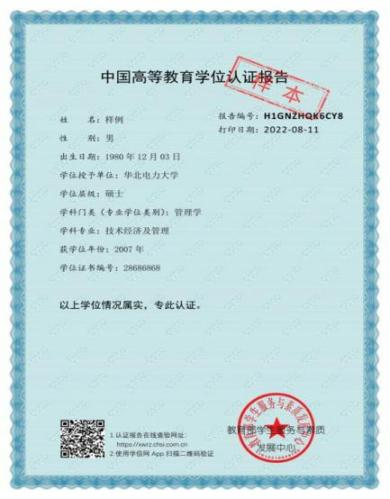 中国高等教育学位认证报告
样本
报告编号：H1GNZHQK6CY8
打印日期：2022-08-11
姓 名：样例
性 别：男
出生日期：1980 年 12 月 03 日
学位授予单位：华北电力大学
学位层级：硕士
学科门类（专业学位类别）：管理学
学科专业：技术经济及管理
获学位年份：2007 年
学位证书编号：28686868
以上学位情况属实，专此认证。
1.认证报告在线查验网址：
https://xwrz.chsi.com.cn
2.使用学信网 App 扫描二维码验证
教育部学生服务与素质
发展中心